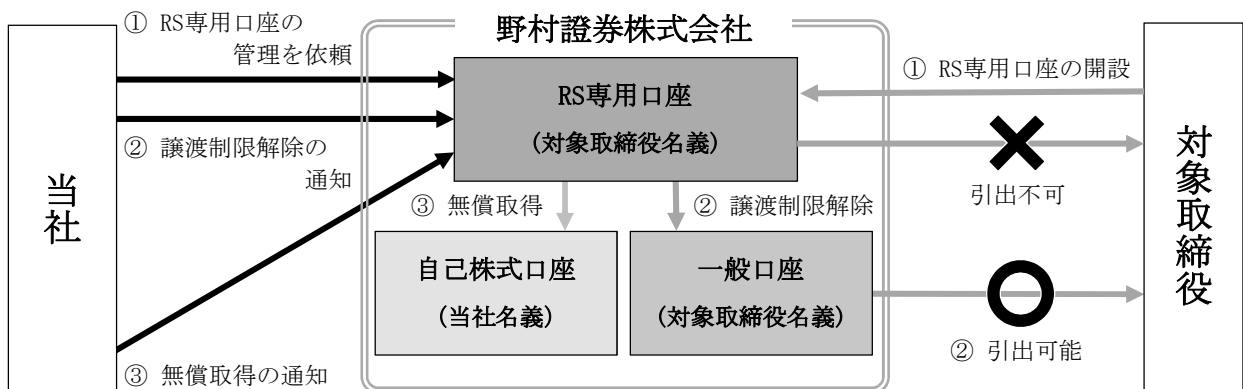 ① RS専用口座の
管理を依頼
② 譲渡制限解除の
通知
③ 無償取得の通知
当社
野村證券株式会社
RS専用口座
(対象取締役名義)
③ 無償取得
② 譲渡制限解除
自己株式口座
(当社名義)
一般口座
(対象取締役名義)
① RS専用口座の開設
引出不可
② 引出可能
対象取締役